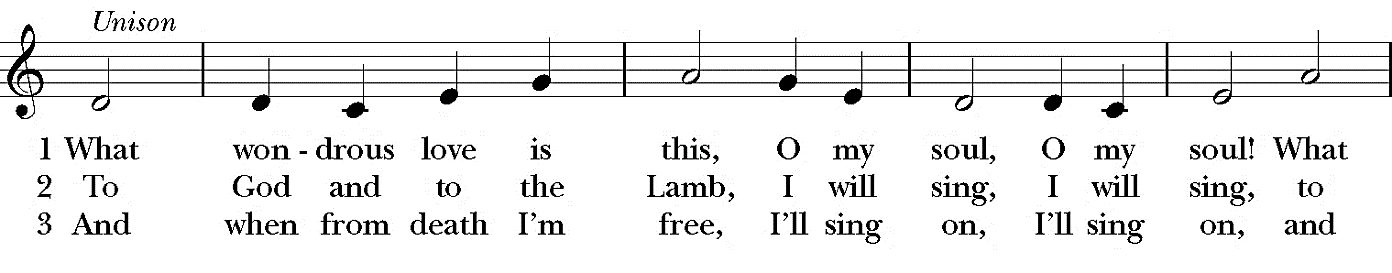 Unison
1 What won - drous love is this, O my soul, O my soul! What
2 To God and to the Lamb, I will sing, I will sing, to
3 And when from death I'm free, I'll sing on, I'll sing on, and